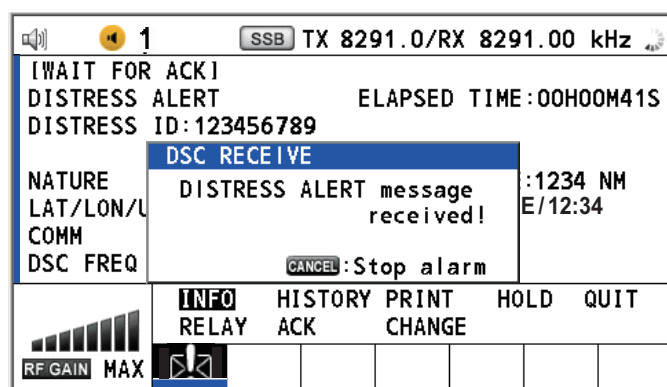 1 SSB TX 8291.0/RX 8291.00 kHz
[WAIT FOR ACK]
DISTRESS ALERT ELAPSED TIME:00H00M41S
DISTRESS ID:123456789
DSC RECEIVE
DISTRESS ALERT message
received!
CANCEL:Stop alarm
NATURE :1234 NM
LAT/LON/U E/12:34
COMM
DSC FREQ
INFO HISTORY PRINT HOLD QUIT
RELAY ACK CHANGE
RF GAIN MAX